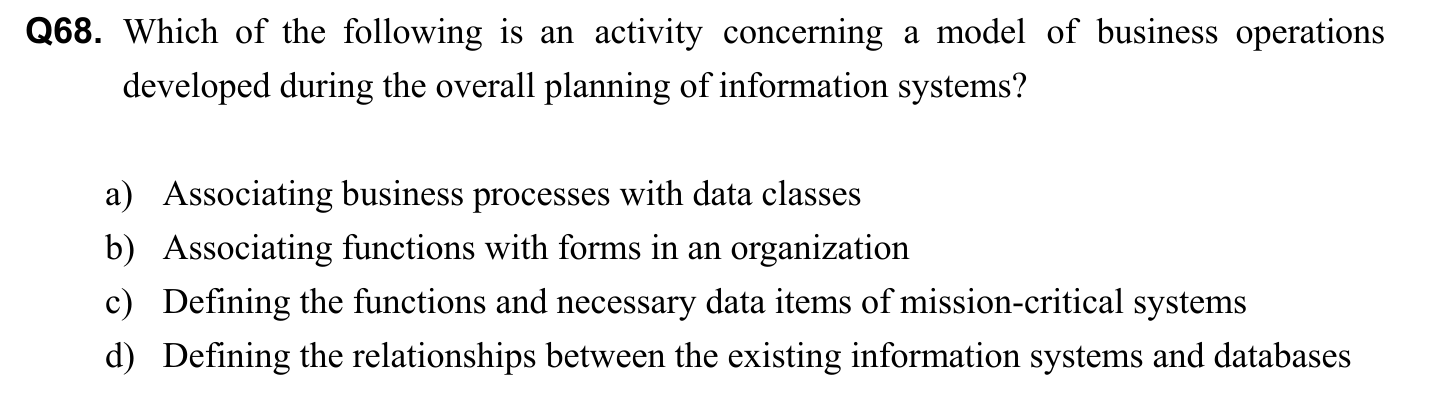 Q68. Which of the following is an activity concerning a model of business operations
developed during the overall planning of information systems?
a) Associating business processes with data classes
b) Associating functions with forms in an organization
c) Defining the functions and necessary data items of mission-critical systems
d) Defining the relationships between the existing information systems and databases